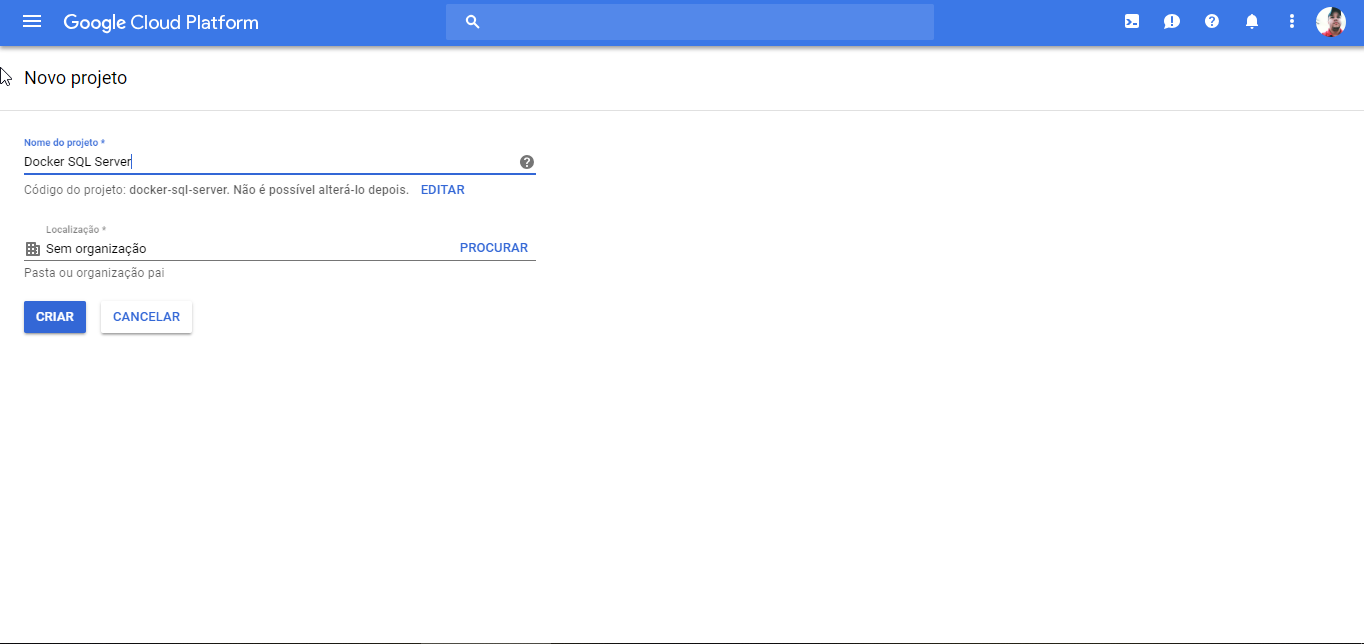 Google Cloud Platform
Novo projeto
Nome do projeto *
Docker SQL Server
Código do projeto: docker-sql-server. Não é possível alterá-lo depois. EDITAR
Localização *
Sem organização PROCURAR
Pasta ou organização pai
CRIAR CANCELAR